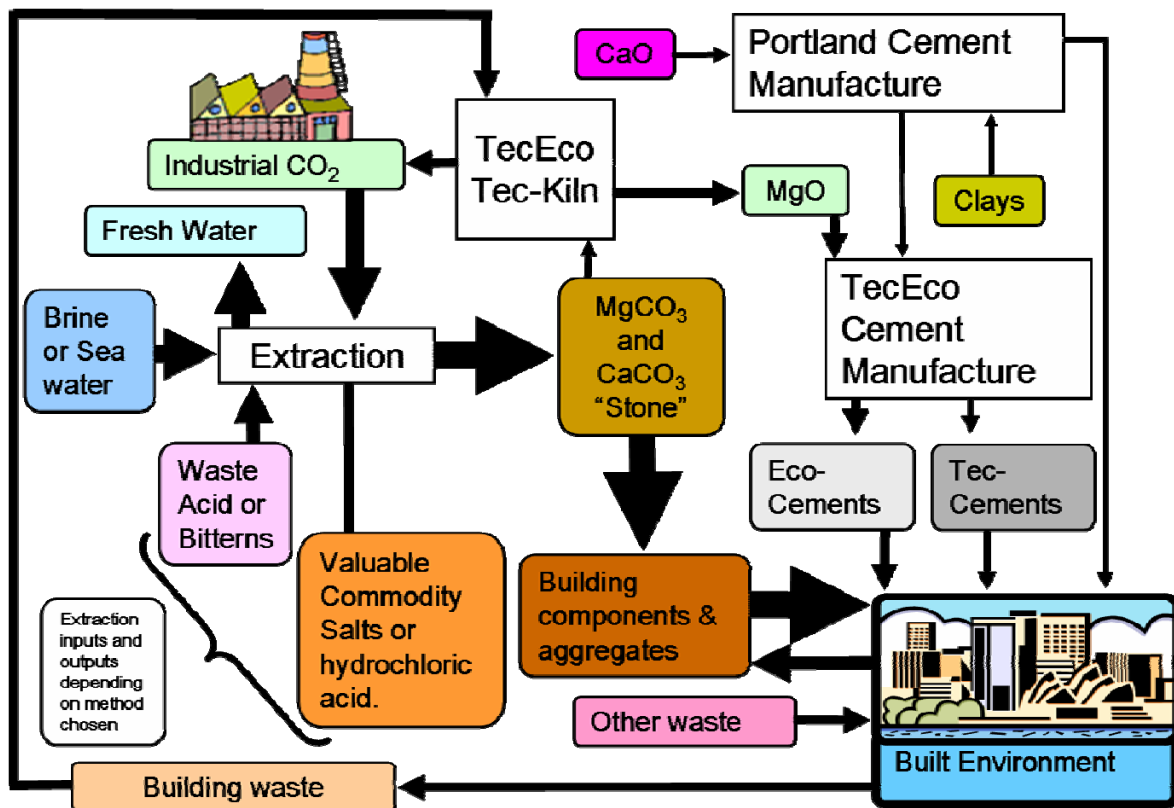 CaO
Portland Cement
Manufacture
Industrial CO₂
TecEco
Tec-Kiln
MgO
Clays
Fresh Water
Brine
or Sea
water
Extraction
MgCO₃
and
CaCO₃
“Stone”
TecEco
Cement
Manufacture
Waste
Acid or
Bitterns
Eco-
Cements
Tec-
Cements
Valuable
Commodity
Salts or
hydrochloric
acid.
Building
components &
aggregates
Extraction
inputs and
outputs
depending
on method
chosen
Other waste
Built Environment
Building waste